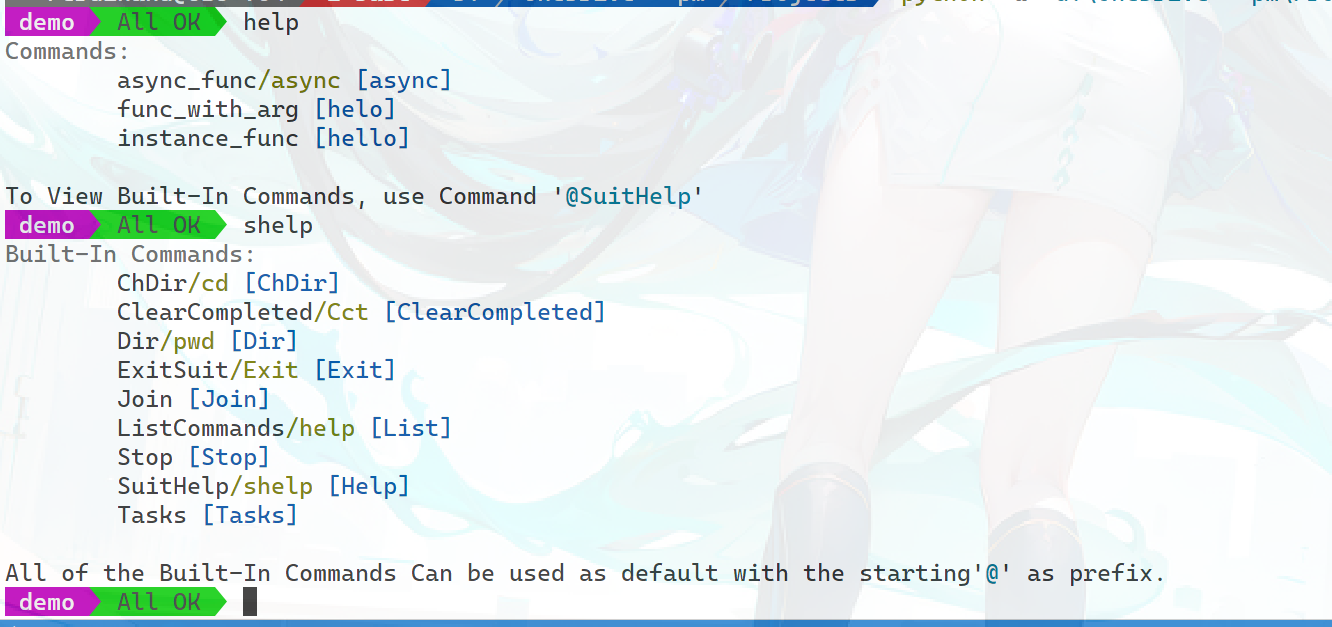 demo All OK help
Commands:
async_func/async [async]
func_with_arg [helo]
instance_func [hello]
To View Built-In Commands, use Command '@SuitHelp'
demo All OK shelp
Built-In Commands:
ChDir/cd [ChDir]
ClearCompleted/Cct [ClearCompleted]
Dir/pwd [Dir]
ExitSuit/Exit [Exit]
Join [Join]
ListCommands/help [List]
Stop [Stop]
SuitHelp/shelp [Help]
Tasks [Tasks]
All of the Built-In Commands Can be used as default with the starting'@' as prefix.
demo All OK